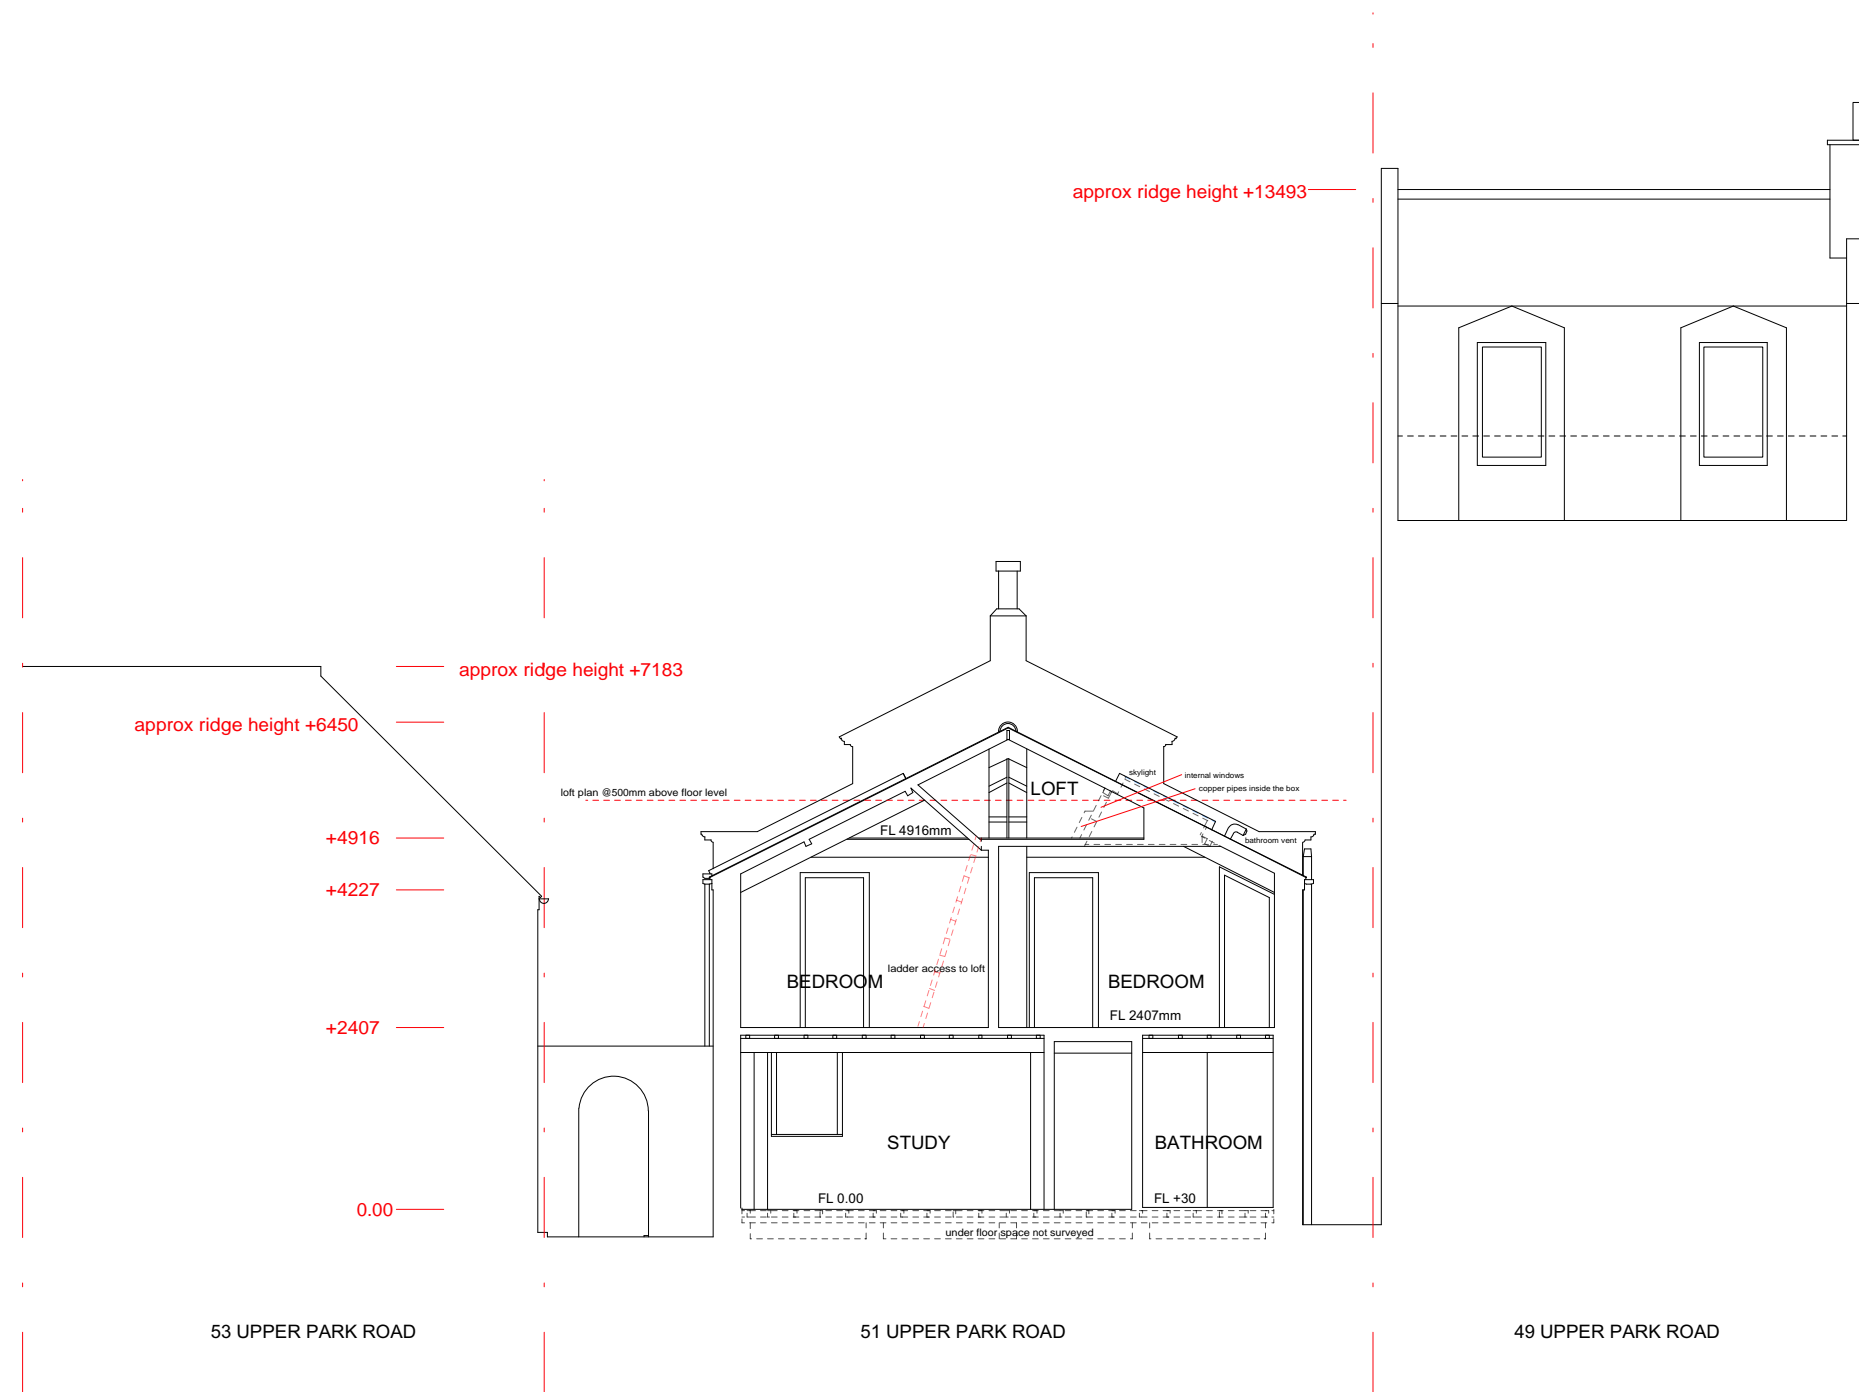 approx ridge height +13493
approx ridge height +7183
approx ridge height +6450
skylight
internal windows
LOFT
copper pipes inside the box
loft plan @500mm above floor level
FL 4916mm
+4916
bathroom vent
+4227
ladder access to loft
BEDROOM
BEDROOM
FL 2407mm
+2407
STUDY
BATHROOM
FL 0.00
FL +30
0.00
under floor space not surveyed
53 UPPER PARK ROAD
51 UPPER PARK ROAD
49 UPPER PARK ROAD